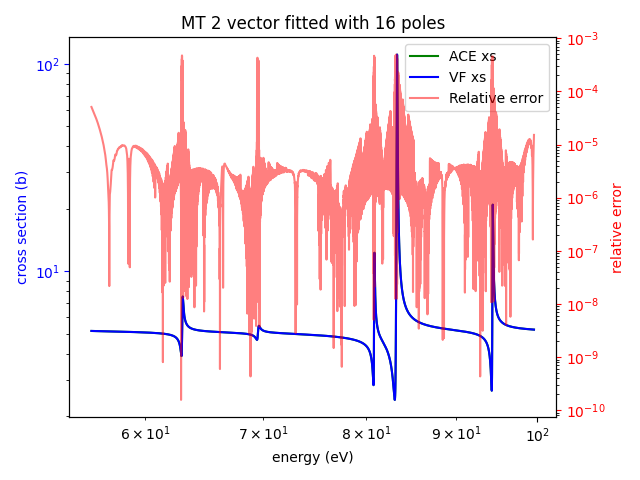 MT 2 vector fitted with 16 poles
ACE xs
VF xs
Relative error
cross section (b)
10²
10¹
relative error
10⁻³
10⁻⁴
10⁻⁵
10⁻⁶
10⁻⁷
10⁻⁸
10⁻⁹
10⁻¹⁰
6 × 10¹
7 × 10¹
8 × 10¹
9 × 10¹
10²
energy (eV)